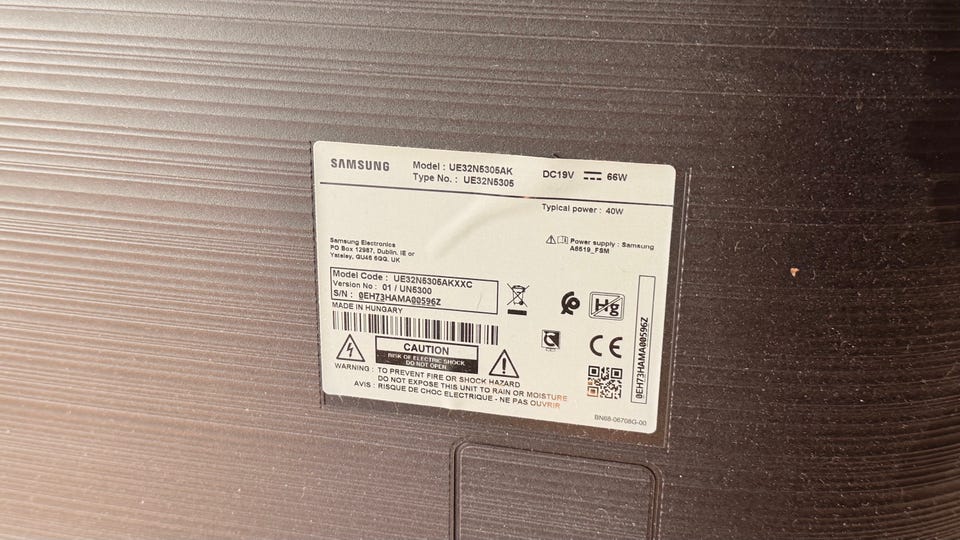 SAMSUNG
Model : UE32N5305AK
Type No. : UE32N5305
DC19V 66W
Typical power : 40W
Power supply : Samsung
A6619_FSM
Samsung Electronics
PO Box 12987, Dublin. IE or
Yateley, GU46 6GG. UK
Model Code : UE32N5305AKXXC
Version No : 01 / UN5300
S/N : 0EH73HAMA00596Z
MADE IN HUNGARY
Hg
CE
0EH73HAMA00596Z
CAUTION
RISK OF ELECTRIC SHOCK
DO NOT OPEN
WARNING : TO PREVENT FIRE OR SHOCK HAZARD
DO NOT EXPOSE THIS UNIT TO RAIN OR MOISTURE
AVIS : RISQUE DE CHOC ELECTRIQUE - NE PAS OUVRIR
BN68-06708G-00